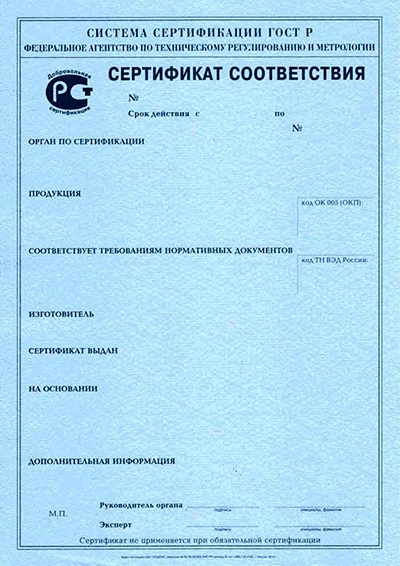 СИСТЕМА СЕРТИФИКАЦИИ ГОСТ Р
ФЕДЕРАЛЬНОЕ АГЕНТСТВО ПО ТЕХНИЧЕСКОМУ РЕГУЛИРОВАНИЮ И МЕТРОЛОГИИ
Добровольная
сертификация
СЕРТИФИКАТ СООТВЕТСТВИЯ
№
Срок действия с по
№
ОРГАН ПО СЕРТИФИКАЦИИ
ПРОДУКЦИЯ
код ОК 005 (ОКП):
СООТВЕТСТВУЕТ ТРЕБОВАНИЯМ НОРМАТИВНЫХ ДОКУМЕНТОВ
код ТН ВЭД России:
ИЗГОТОВИТЕЛЬ
СЕРТИФИКАТ ВЫДАН
НА ОСНОВАНИИ
ДОПОЛНИТЕЛЬНАЯ ИНФОРМАЦИЯ
Руководитель органа
подпись инициалы, фамилия
М.П.
Эксперт
подпись инициалы, фамилия
Сертификат не применяется при обязательной сертификации